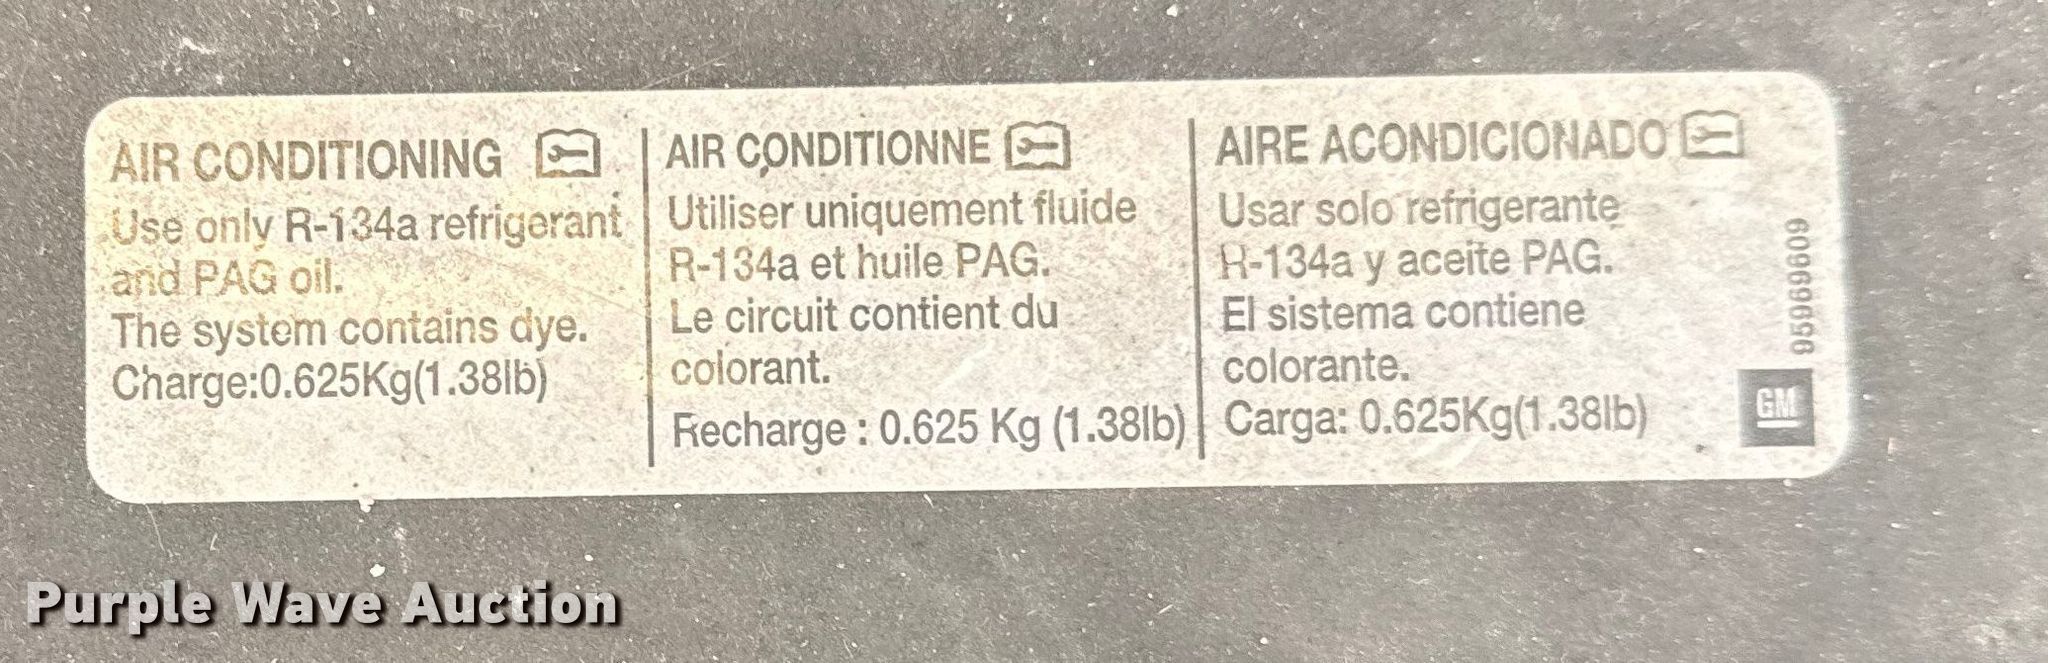 AIR CONDITIONING
Use only R-134a refrigerant
and PAG oil.
The system contains dye.
Charge:0.625Kg(1.38lb)
AIR CONDITIONNE
Utiliser uniquement fluide
R-134a et huile PAG.
Le circuit contient du
colorant.
Recharge : 0.625 Kg (1.38lb)
AIRE ACONDICIONADO
Usar solo refrigerante
R-134a y aceite PAG.
El sistema contiene
colorante.
Carga: 0.625Kg(1.38lb)
95969609
GM
Purple Wave Auction